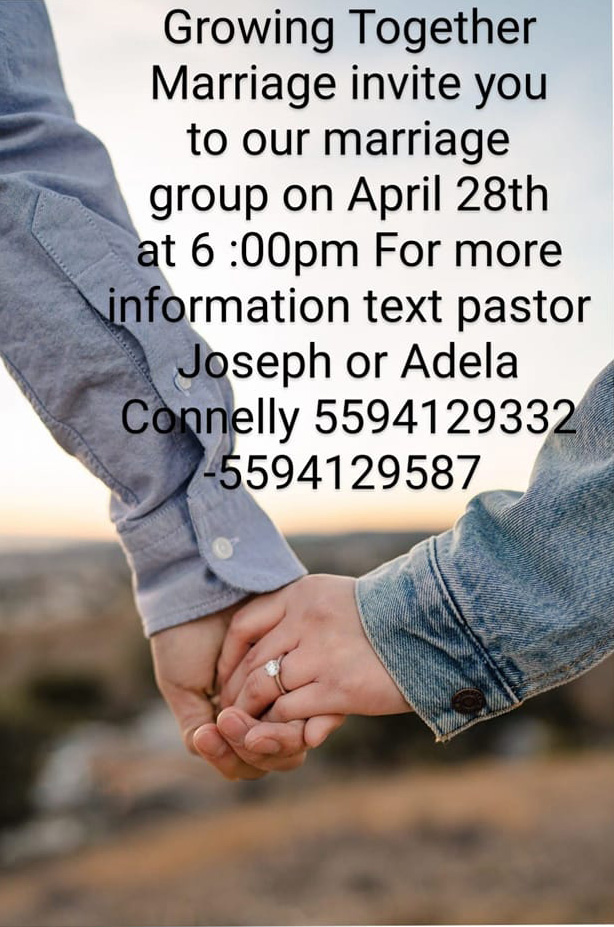 Growing Together
Marriage invite you
to our marriage
group on April 28th
at 6 :00pm For more
information text pastor
Joseph or Adela
Connelly 5594129332
-5594129587